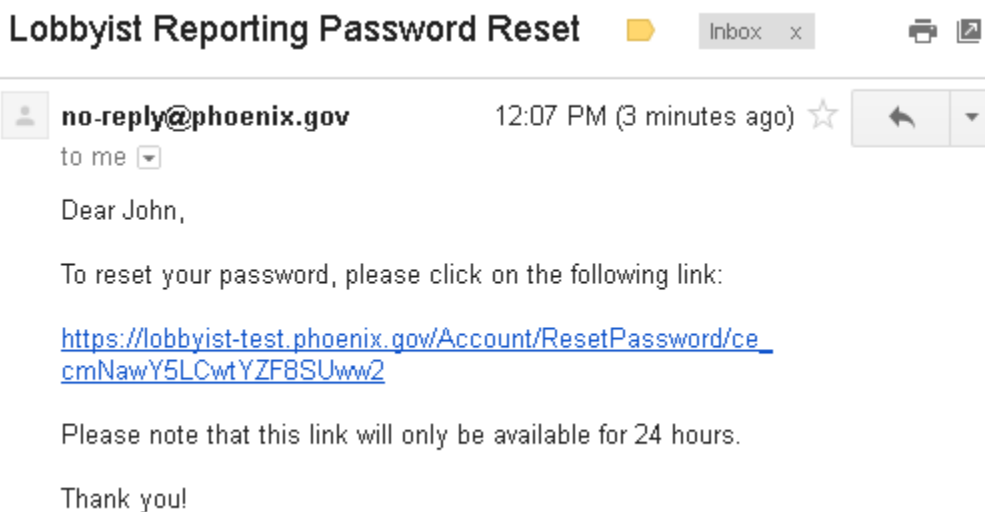 Lobbyist Reporting Password Reset Inbox x
no-reply@phoenix.gov 12:07 PM (3 minutes ago)
to me
Dear John,
To reset your password, please click on the following link:
https://lobbyist-test.phoenix.gov/Account/ResetPassword/ce_
cmNawY5LCwtYZF8SUww2
Please note that this link will only be available for 24 hours.
Thank you!